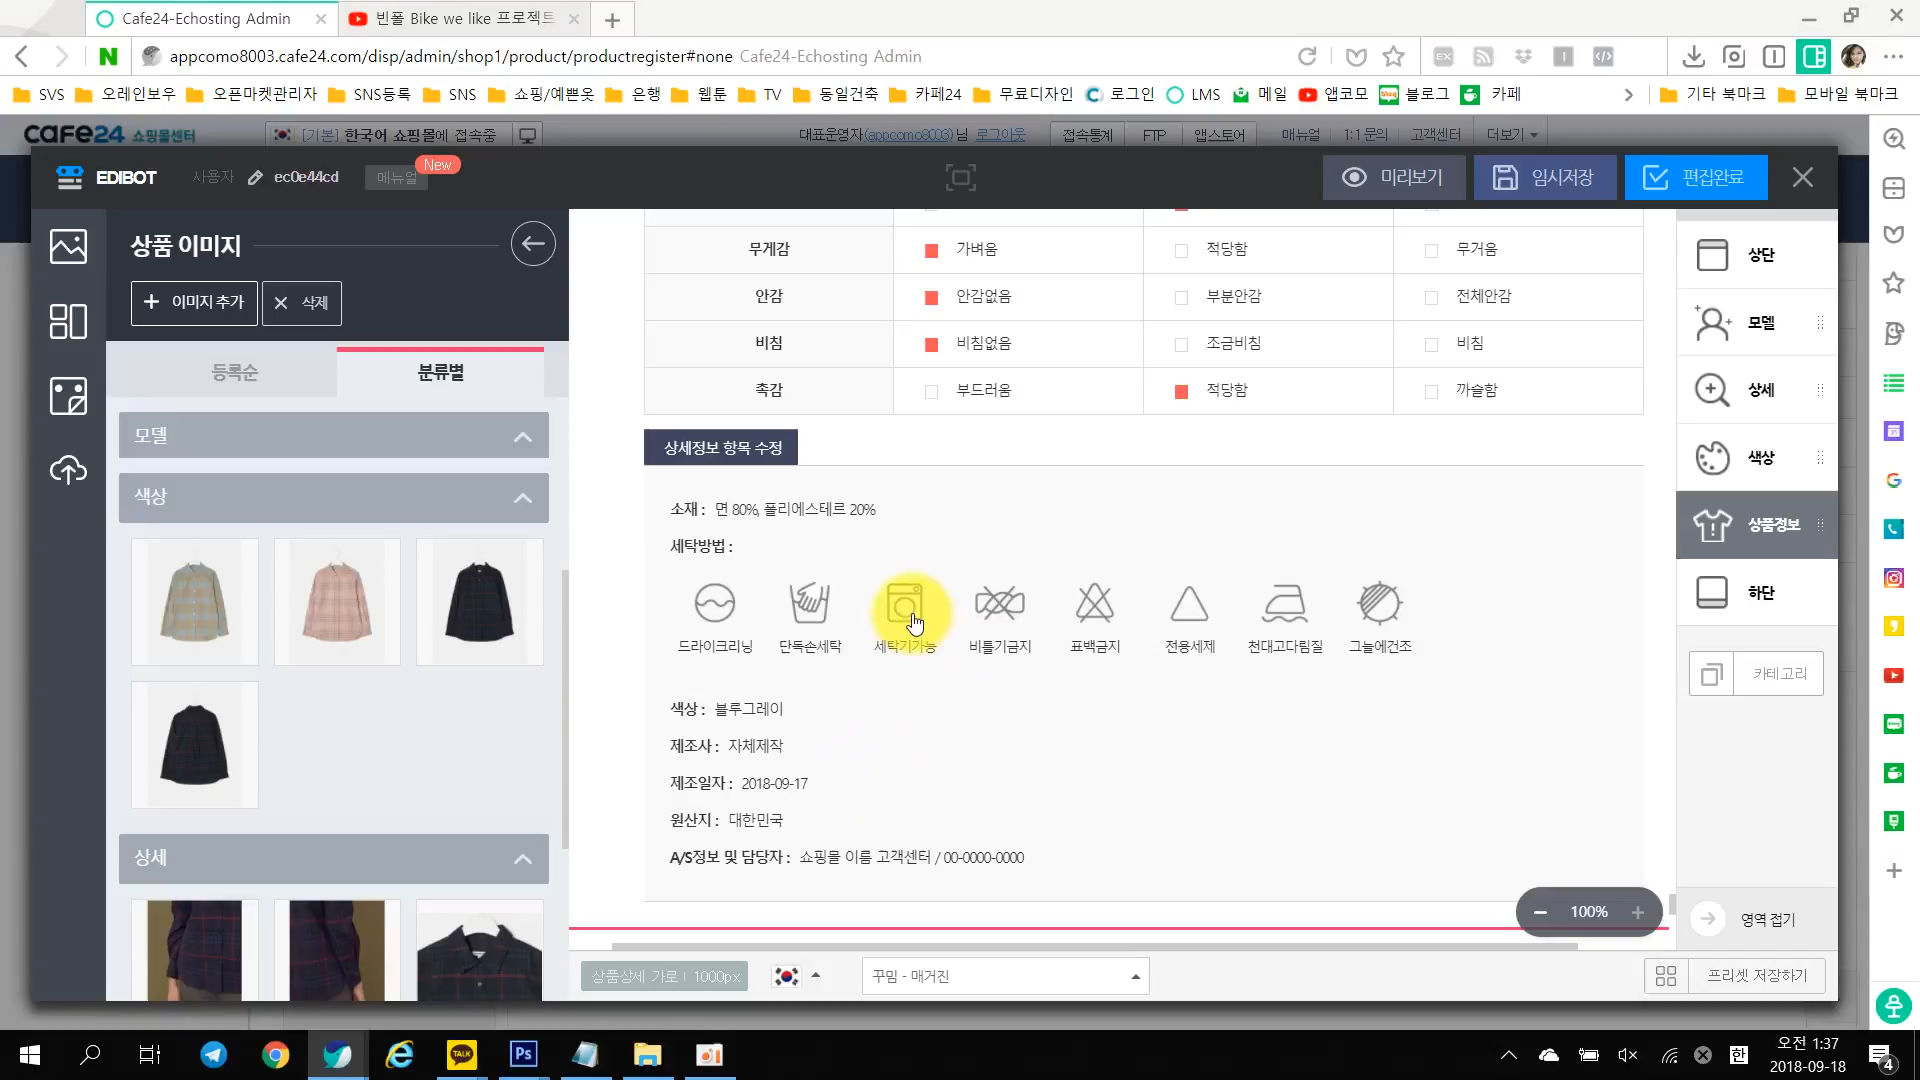 Cafe24-Echosting Admin
빈폴 Bike we like 프로젝트
appcomo8003.cafe24.com/disp/admin/shop1/product/productregister#none Cafe24-Echosting Admin
SVS 오레인보우 오픈마켓관리자 SNS등록 SNS 쇼핑/예쁜옷 은행 웹툰 TV 동일건축 카페24 무료디자인 로그인 LMS 메일 앱코모 블로그 카페 기타 북마크 모바일 북마크
cafe24 쇼핑몰센터 [기본] 한국어 쇼핑몰에 접속중 대표운영자(appcomo8003)님 로그아웃 접속통계 FTP 앱스토어 매뉴얼 1:1 문의 고객센터 더보기
EDIBOT 사용자 ec0e44cd 매뉴얼 New 미리보기 임시저장 편집완료
상품 이미지
이미지 추가 삭제
등록순 분류별
모델
색상
상세
무게감 가벼움 적당함 무거움
안감 안감없음 부분안감 전체안감
비침 비침없음 조금비침 비침
촉감 부드러움 적당함 까슬함
상세정보 항목 수정
소재 : 면 80%, 폴리에스테르 20%
세탁방법 :
드라이크리닝 단독손세탁 세탁기가능 비틀기금지 표백금지 전용세제 천대고다림질 그늘에건조
색상 : 블루그레이
제조사 : 자체제작
제조일자 : 2018-09-17
원산지 : 대한민국
A/S정보 및 담당자 : 쇼핑몰 이름 고객센터 / 00-0000-0000
100%
상단
모델
상세
색상
상품정보
하단
카테고리
영역 접기
상품상세 가로 | 1000px 꾸밈 - 매거진 프리셋 저장하기
TALK Ps 한 오전 1:37
2018-09-18 4